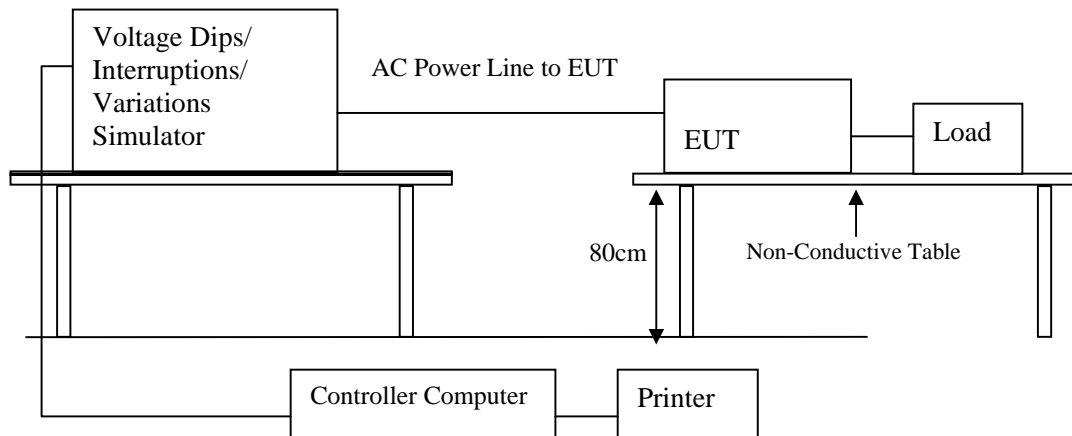 Voltage Dips/
Interruptions/
Variations
Simulator
AC Power Line to EUT
EUT
Load
80cm
Non-Conductive Table
Controller Computer
Printer